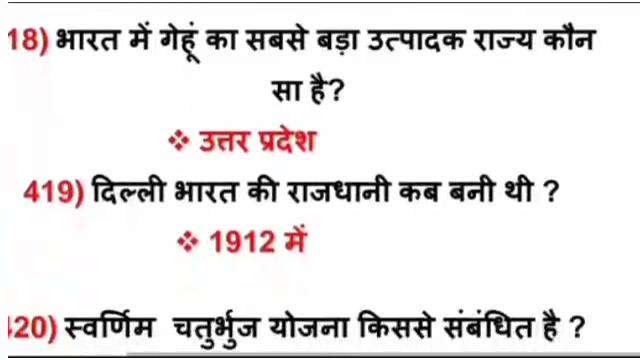 18) भारत में गेहूं का सबसे बड़ा उत्पादक राज्य कौन
सा है?
❖ उत्तर प्रदेश
419) दिल्ली भारत की राजधानी कब बनी थी ?
❖ 1912 में
420) स्वर्णिम चतुर्भुज योजना किससे संबंधित है ?